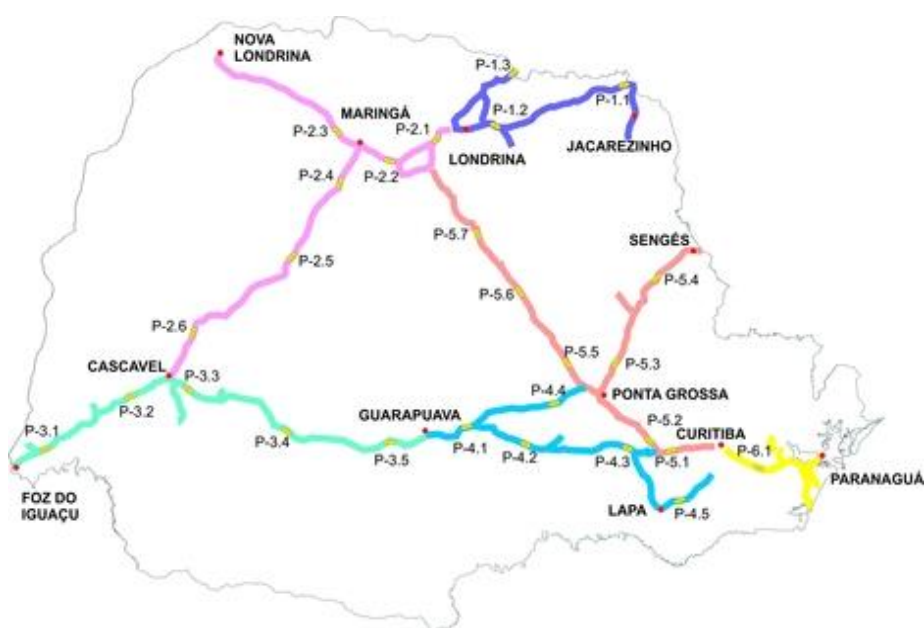 NOVA
LONDRINA
P-1.3
P-1.2
P-1.1
MARINGÁ
P-2.1
P-2.3
LONDRINA
JACAREZINHO
P-2.2
P-2.4
P-5.7
SENGÉS
P-2.5
P-5.4
P-5.6
P-2.6
P-5.5
P-5.3
CASCAVEL
P-3.3
P-4.4
PONTA GROSSA
P-3.2
GUARAPUAVA
P-5.2
CURITIBA
P-3.1
P-3.4
P-4.1
P-4.2
P-4.3
P-5.1
P-6.1
P-3.5
PARANAGUÁ
FOZ DO
IGUAÇU
LAPA
P-4.5